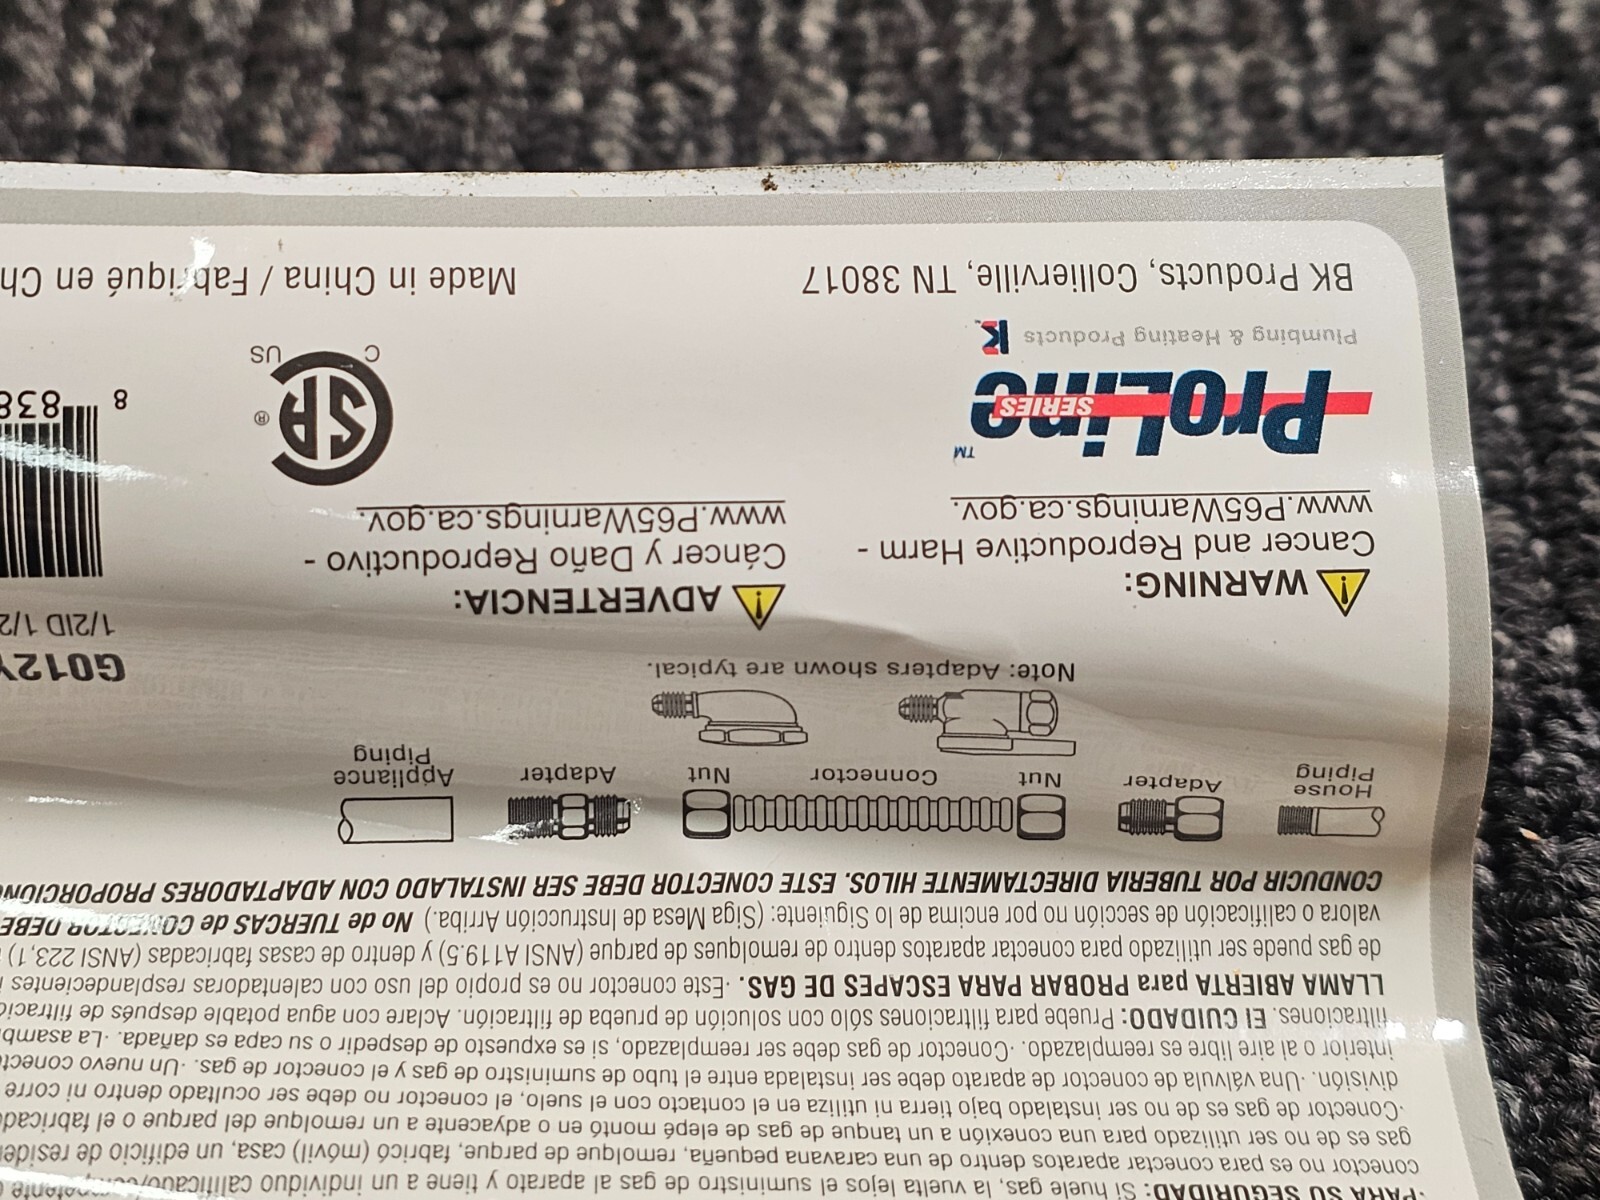 ·PARA SU SEGURIDAD: Si huele gas, la vuelta lejos el suministro de gas al aparato y tiene a un individuo calificado/
conector no es para conectar aparatos dentro de una caravana pequeña, remolque de parque, fabricó (móvil) casa, un edificio de
gas es de no ser utilizado para una conexión a un tanque de gas de elepé montó en o adyacente a un remolque del parque o el
·Conector de gas es de no ser instalado bajo tierra ni utiliza en el contacto con el suelo, el conector no debe ser ocultado dentro ni corre
división. ·Una válvula de conector de aparato debe ser instalada entre el tubo de suministro de gas y el conector de gas. ·Un nuevo
interior o al aire libre es reemplazado. ·Conector de gas debe ser reemplazado, si es expuesto de despedir o su capa es dañada. ·La
filtraciones. El CUIDADO: Pruebe para filtraciones sólo con solución de prueba de filtración. Aclare con agua potable después de
LLAMA ABIERTA para PROBAR PARA ESCAPES DE GAS. ·Este conector no es propio del uso con calentadoras resplandecientes
de gas puede ser utilizado para conectar aparatos dentro de remolques de parque (ANSI A119.5) y dentro de casas fabricadas (ANSI 223,1)
valora o calificación de sección no por encima de lo Siguiente: (Siga Mesa de Instrucción Arriba.) No de TUERCAS de CONECTOR DEBE
CONDUCIR POR TUBERIA DIRECTAMENTE HILOS. ESTE CONECTOR DEBE SER INSTALADO CON ADAPTADORES
House Piping
Adapter
Nut
Connector
Nut
Adapter
Appliance Piping
Note: Adapters shown are typical.
WARNING:
Cancer and Reproductive Harm -
www.P65Warnings.ca.gov.
ADVERTENCIA:
Cáncer y Daño Reproductivo -
www.P65Warnings.ca.gov.
G012Y
1/2ID 1/2
8 838
ProLine™
SERIES
Plumbing & Heating Products K
BK Products, Collierville, TN 38017
SA ®
C US
Made in China / Fabriqué en Ch